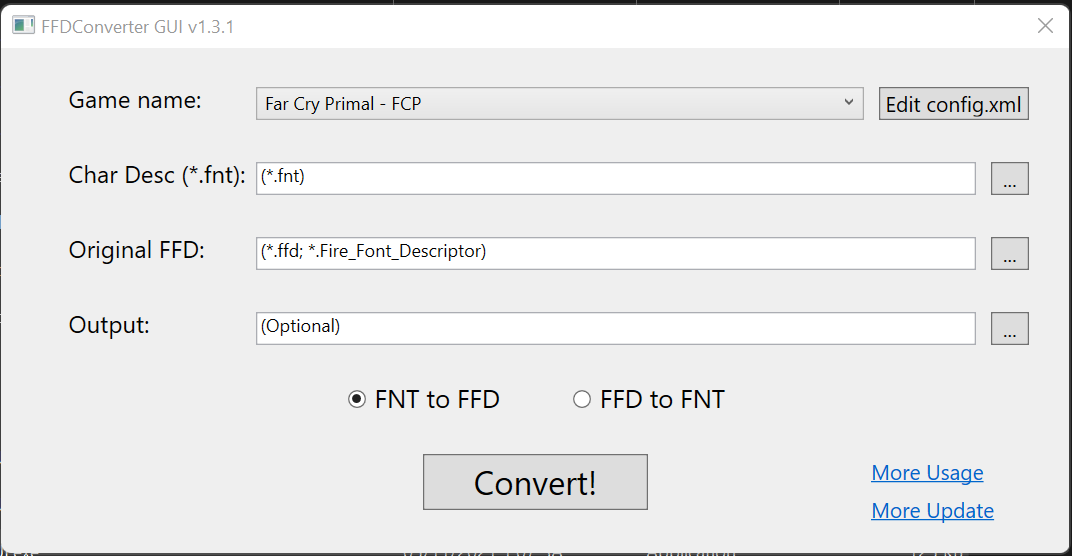 FFDConverter GUI v1.3.1
Game name: Far Cry Primal - FCP Edit config.xml
Char Desc (*.fnt): (*.fnt) ...
Original FFD: (*.ffd; *.Fire_Font_Descriptor) ...
Output: (Optional) ...
FNT to FFD FFD to FNT
Convert!
More Usage
More Update